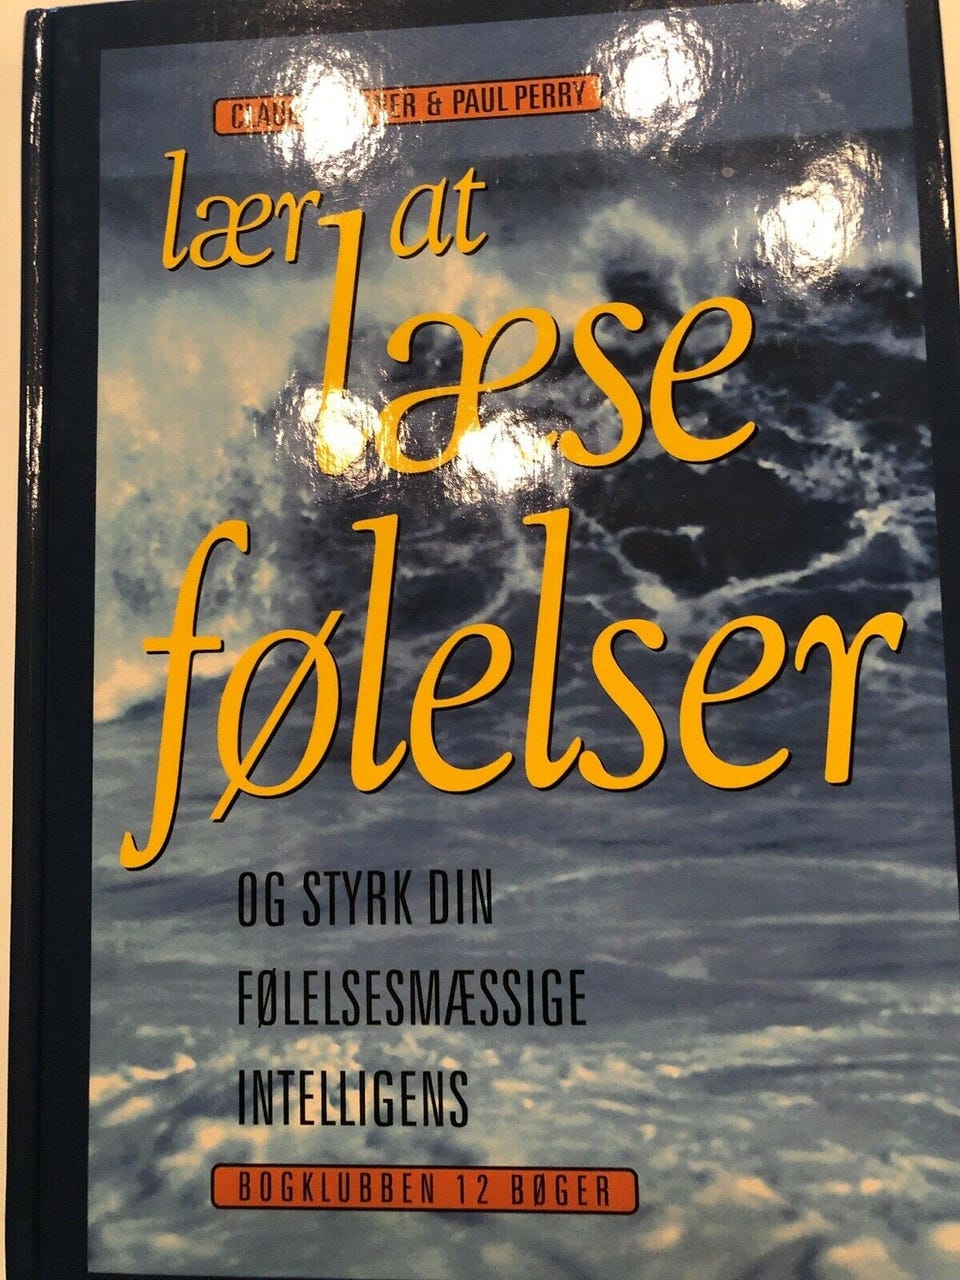 & PAUL PERRY
lær at
læse
følelser
OG STYRK DIN
FØLELSESMÆSSIGE
INTELLIGENS
BOGKLUBBEN 12 BØGER